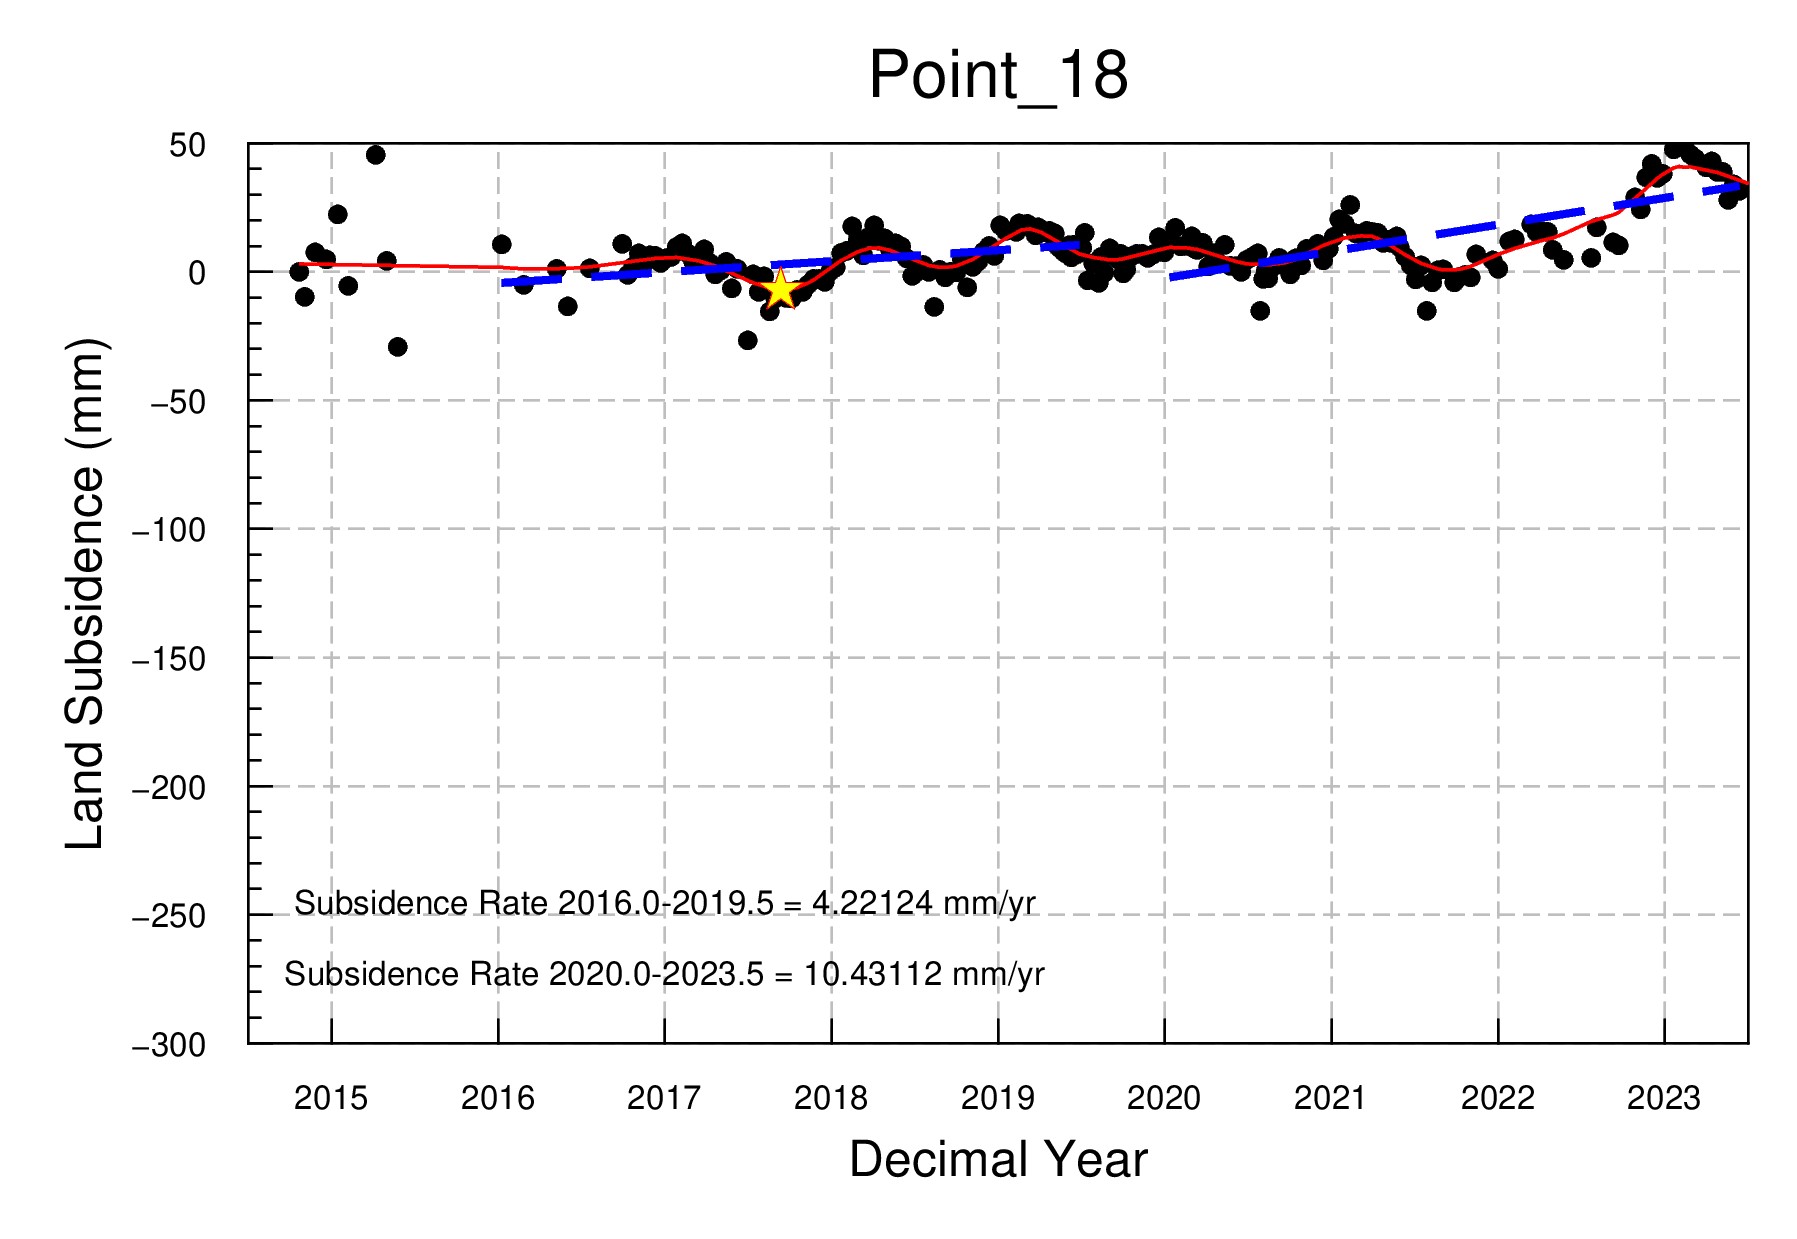 Point_18
50
0
−50
−100
−150
−200
−250
−300
Land Subsidence (mm)
Subsidence Rate 2016.0-2019.5 = 4.22124 mm/yr
Subsidence Rate 2020.0-2023.5 = 10.43112 mm/yr
2015 2016 2017 2018 2019 2020 2021 2022 2023
Decimal Year